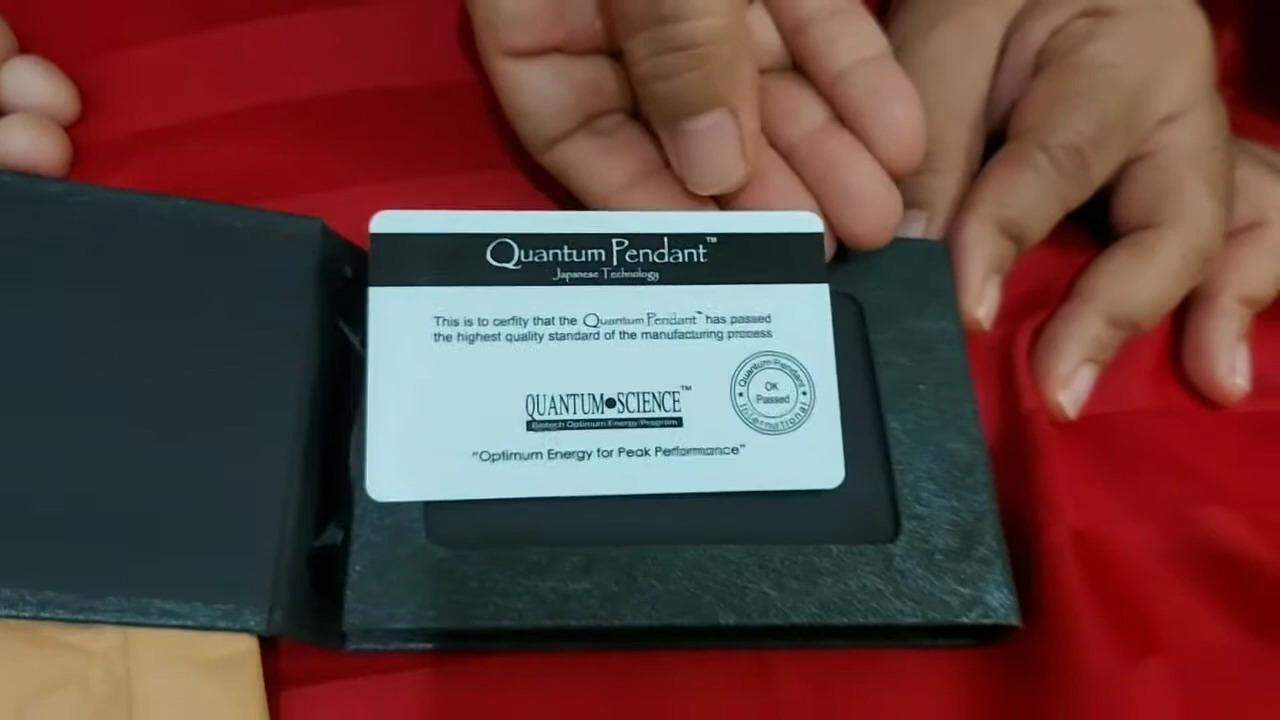 Quantum Pendant™
Japanese Technology
This is to cerfity that the Quantum Pendant™ has passed
the highest quality standard of the manufacturing process
QUANTUM●SCIENCE™
Biotech Optimum Energy Program
"Optimum Energy for Peak Performance"
Quantum Pendant
OK
Passed
International